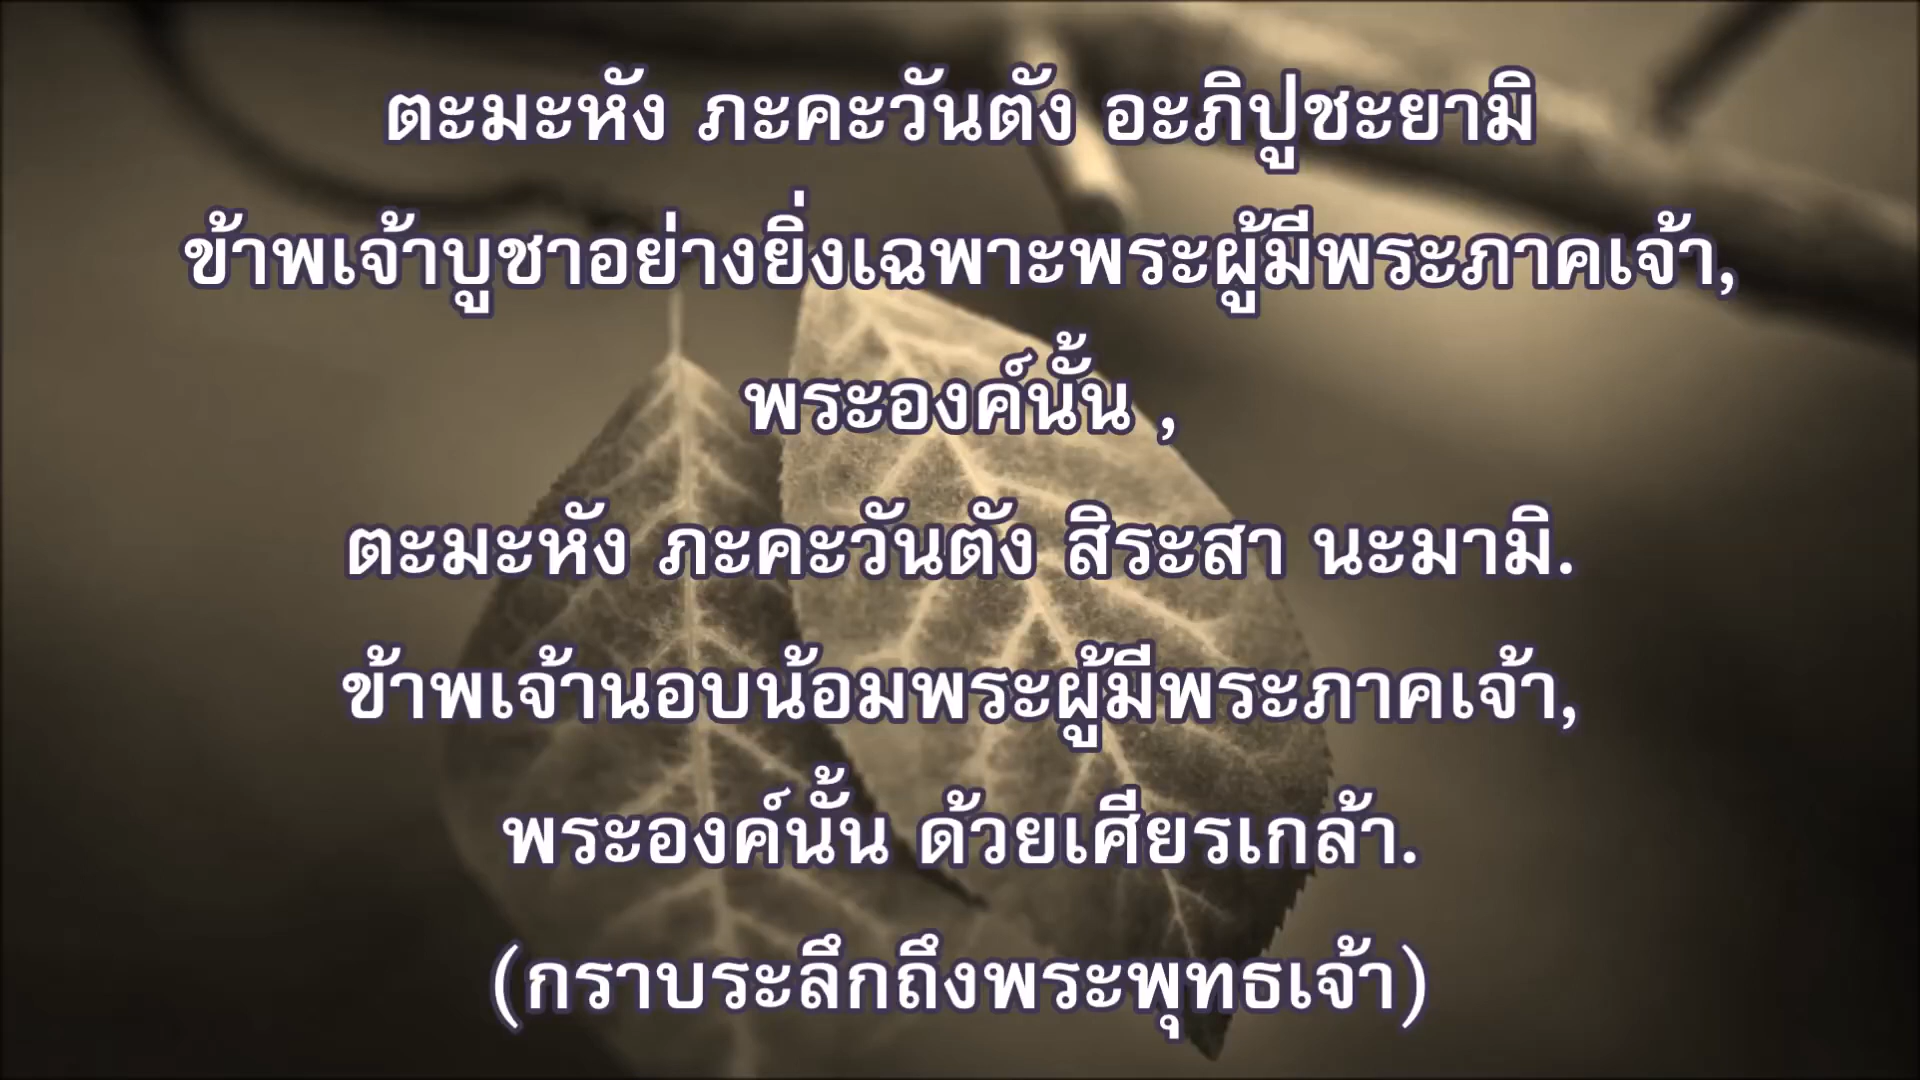 ตะมะหัง ภะคะวันตัง อะภิปูชะยามิ
ข้าพเจ้าบูชาอย่างยิ่งเฉพาะพระผู้มีพระภาคเจ้า,
พระองค์นั้น ,
ตะมะหัง ภะคะวันตัง สิระสา นะมามิ.
ข้าพเจ้านอบน้อมพระผู้มีพระภาคเจ้า,
พระองค์นั้น ด้วยเศียรเกล้า.
(กราบระลึกถึงพระพุทธเจ้า)